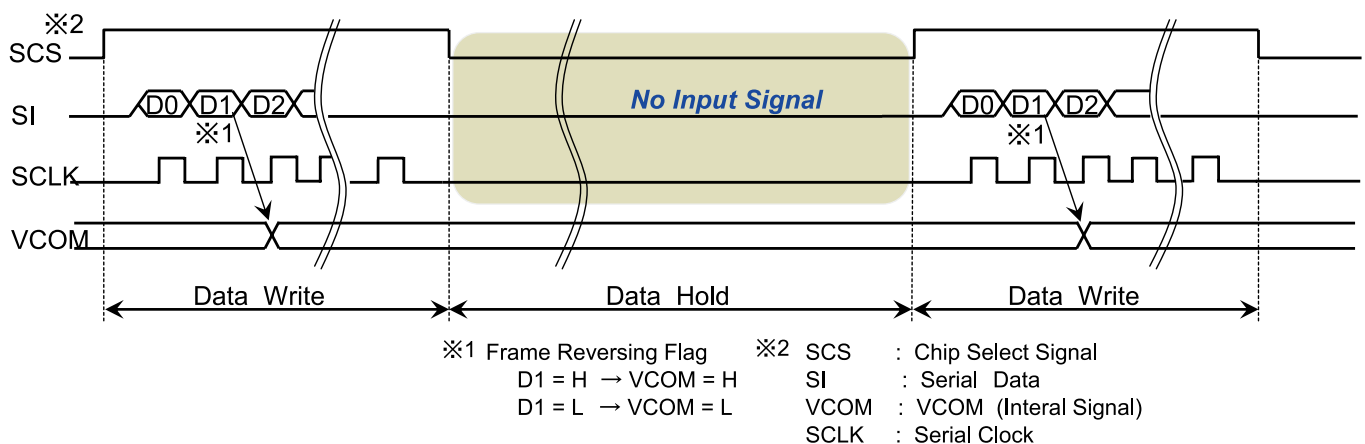 ※2
SCS
D0 D1 D2 No Input Signal D0 D1 D2
SI
※1 ※1
SCLK
VCOM
Data Write Data Hold Data Write
※1 Frame Reversing Flag
D1 = H → VCOM = H
D1 = L → VCOM = L
※2 SCS : Chip Select Signal
SI : Serial Data
VCOM : VCOM (Interal Signal)
SCLK : Serial Clock